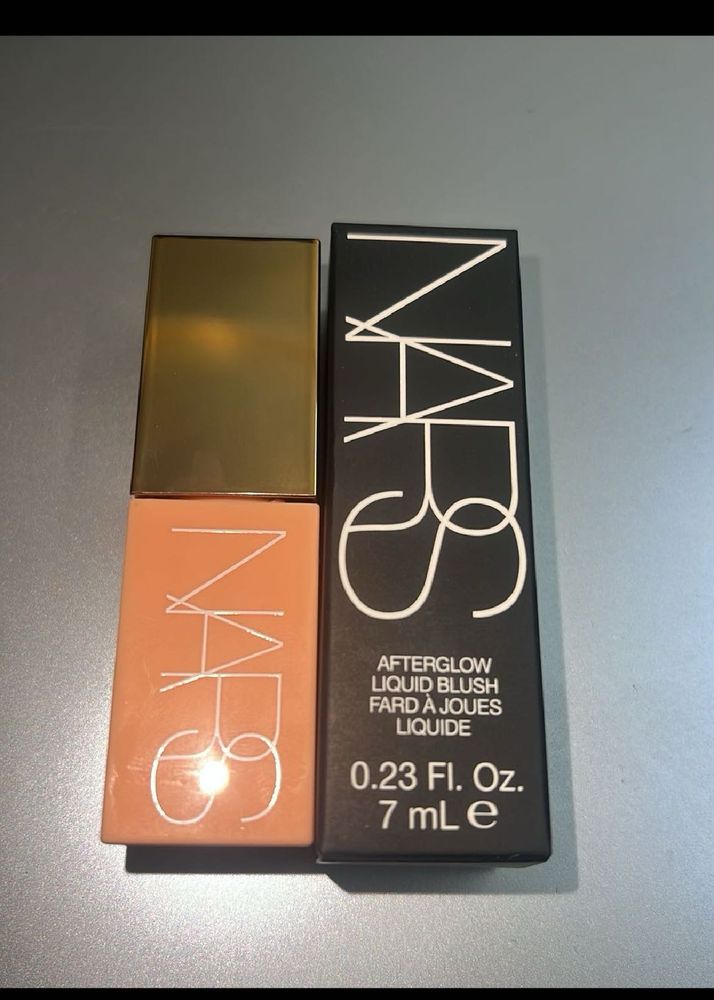 NARS
NARS
AFTERGLOW
LIQUID BLUSH
FARD À JOUES
LIQUIDE
0.23 Fl. Oz.
7 mL e